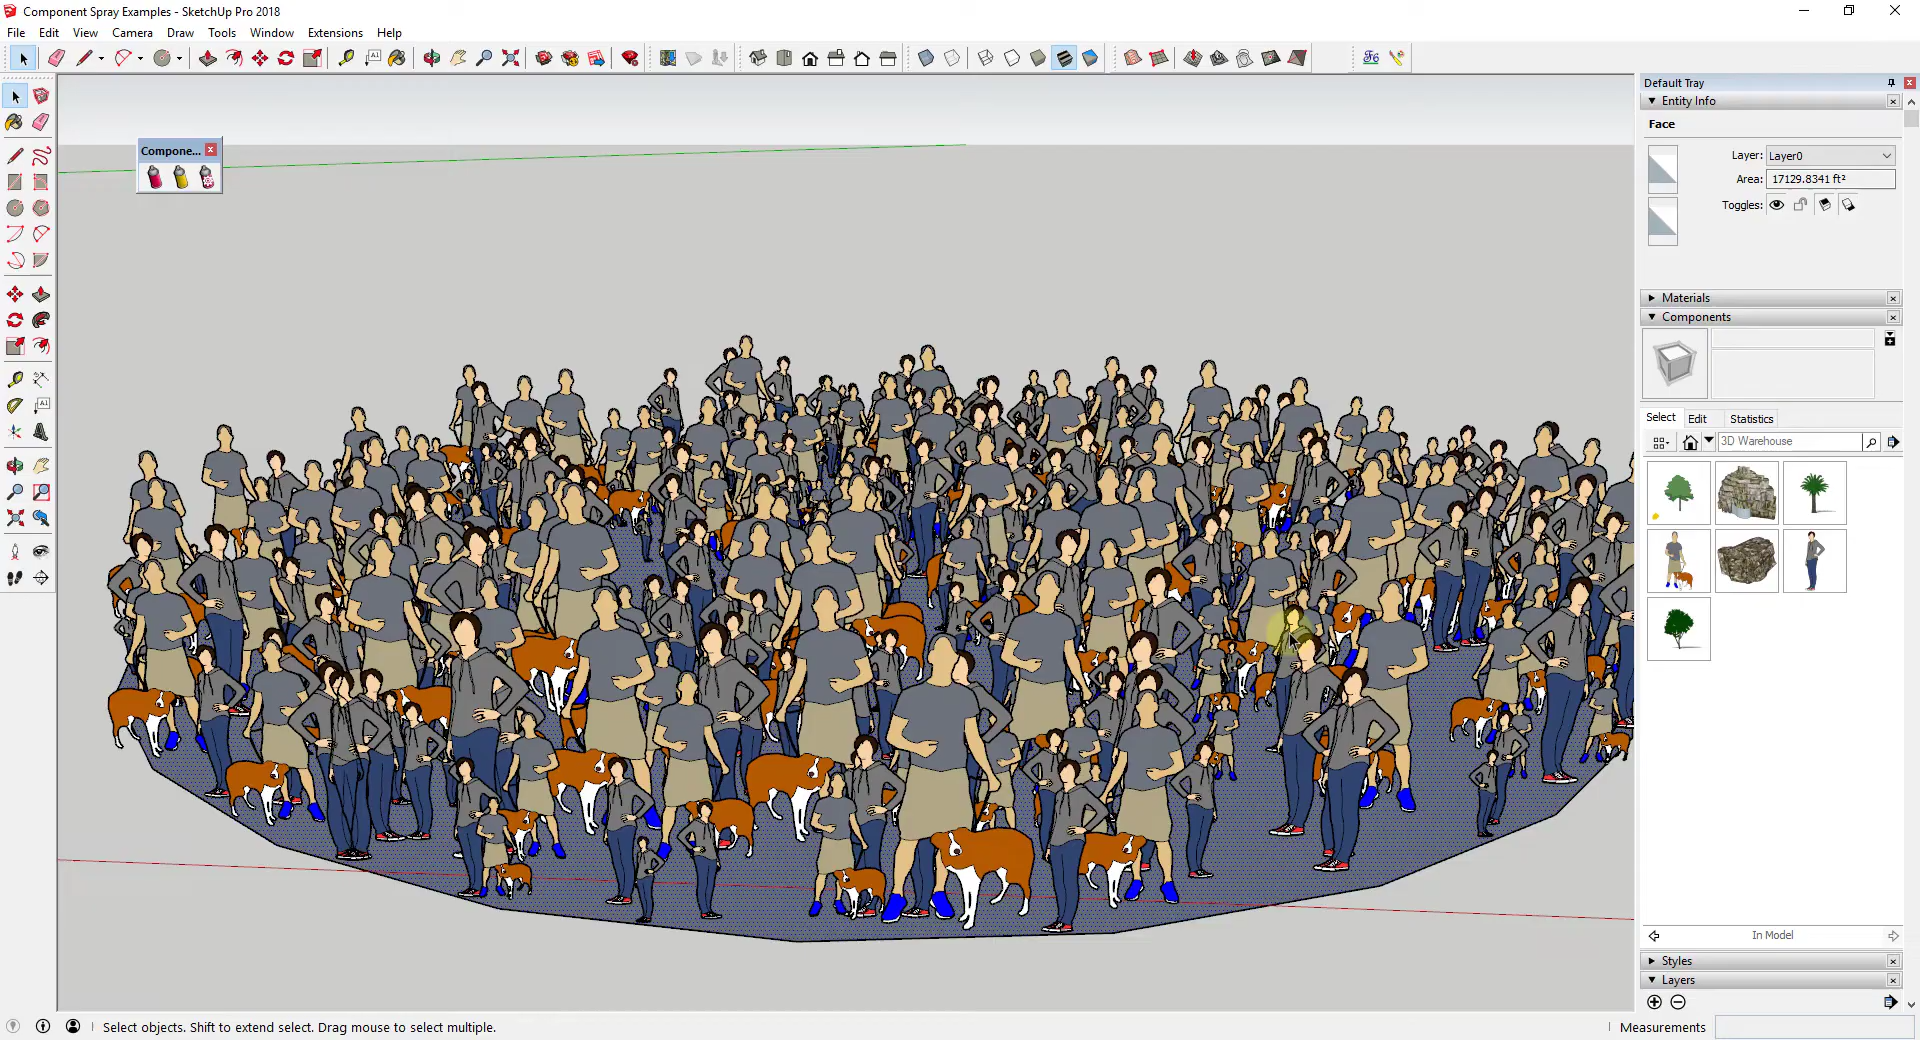 Component Spray Examples - SketchUp Pro 2018
File Edit View Camera Draw Tools Window Extensions Help
Default Tray
Entity Info
Face
Compone...
Layer: Layer0
Area: 17129.8341 ft²
Toggles:
Materials
Components
Select Edit Statistics
3D Warehouse
In Model
Styles
Layers
Select objects. Shift to extend select. Drag mouse to select multiple.
Measurements